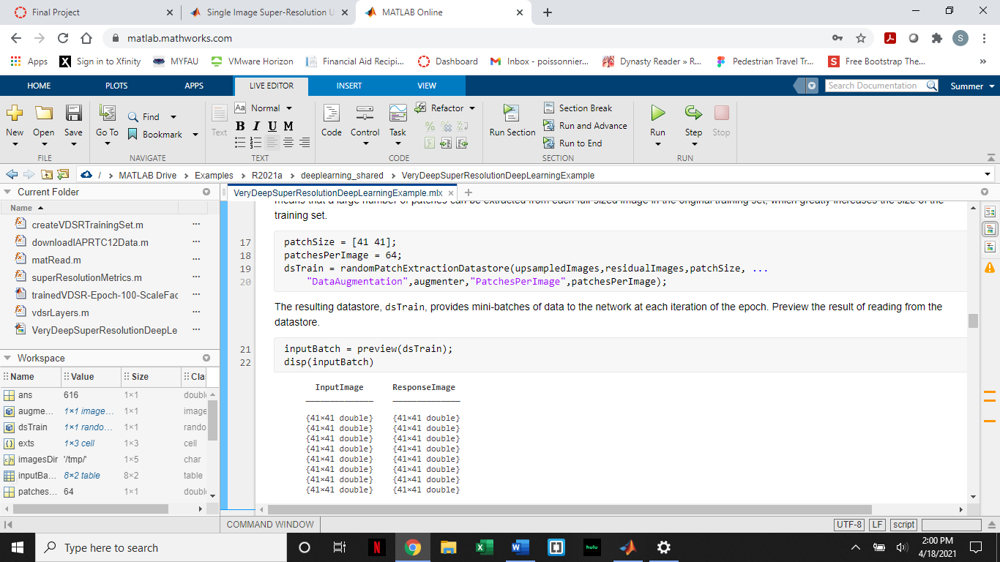 Final Project
Single Image Super-Resolution U
MATLAB Online
matlab.mathworks.com
S
Apps
X
Sign in to Xfinity
MYFAU
VMware Horizon
Financial Aid Recipi...
Dashboard
Inbox - poissonnier...
Dynasty Reader » R...
Pedestrian Travel Tr...
S
Free Bootstrap The...
»
HOME
PLOTS
APPS
LIVE EDITOR
INSERT
VIEW
Search Documentation
Summer
New
Open
Save
FILE
Go To
Find
Bookmark
NAVIGATE
Text
Aa
Normal
B I U M
TEXT
Code
Control
Task
Refactor
CODE
Run Section
Section Break
Run and Advance
Run to End
SECTION
Run
Step
Stop
RUN
/ MATLAB Drive Examples R2021a deeplearning_shared VeryDeepSuperResolutionDeepLearningExample
Current Folder
Name
createVDSRTrainingSet.m
downloadIAPRTC12Data.m
matRead.m
superResolutionMetrics.m
trainedVDSR-Epoch-100-ScaleFac
vdsrLayers.m
VeryDeepSuperResolutionDeepLe
Workspace
Name Value Size Cla
ans 616 1×1 doubl
augme... 1×1 image... 1×1 image
dsTrain 1×1 rando... 1×1 rando
exts 1×3 cell 1×3 cell
imagesDir '/tmp/' 1×5 char
inputBa... 8×2 table 8×2 table
patches... 64 1×1 doubl
VeryDeepSuperResolutionDeepLearningExample.mlx
means that a large number of patches can be extracted from each full-sized image in the original training set, which greatly increases the size of the
training set.
17 patchSize = [41 41];
18 patchesPerImage = 64;
19 dsTrain = randomPatchExtractionDatastore(upsampledImages,residualImages,patchSize, ...
20 "DataAugmentation",augmenter,"PatchesPerImage",patchesPerImage);
The resulting datastore, dsTrain, provides mini-batches of data to the network at each iteration of the epoch. Preview the result of reading from the
datastore.
21 inputBatch = preview(dsTrain);
22 disp(inputBatch)
InputImage ResponseImage
{41×41 double} {41×41 double}
{41×41 double} {41×41 double}
{41×41 double} {41×41 double}
{41×41 double} {41×41 double}
{41×41 double} {41×41 double}
{41×41 double} {41×41 double}
{41×41 double} {41×41 double}
{41×41 double} {41×41 double}
COMMAND WINDOW
UTF-8 LF script
Type here to search
N
hulu
2:00 PM
4/18/2021